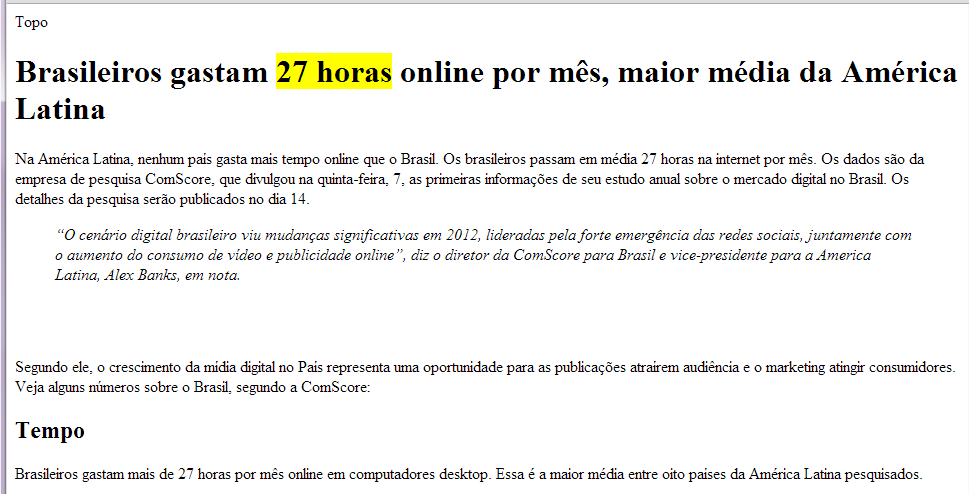 Topo
Brasileiros gastam 27 horas online por mês, maior média da América
Latina
Na América Latina, nenhum país gasta mais tempo online que o Brasil. Os brasileiros passam em média 27 horas na internet por mês. Os dados são da
empresa de pesquisa ComScore, que divulgou na quinta-feira, 7, as primeiras informações de seu estudo anual sobre o mercado digital no Brasil. Os
detalhes da pesquisa serão publicados no dia 14.
“O cenário digital brasileiro viu mudanças significativas em 2012, lideradas pela forte emergência das redes sociais, juntamente com
o aumento do consumo de vídeo e publicidade online”, diz o diretor da ComScore para Brasil e vice-presidente para a America
Latina, Alex Banks, em nota.
Segundo ele, o crescimento da mídia digital no País representa uma oportunidade para as publicações atraírem audiência e o marketing atingir consumidores.
Veja alguns números sobre o Brasil, segundo a ComScore:
Tempo
Brasileiros gastam mais de 27 horas por mês online em computadores desktop. Essa é a maior média entre oito países da América Latina pesquisados.